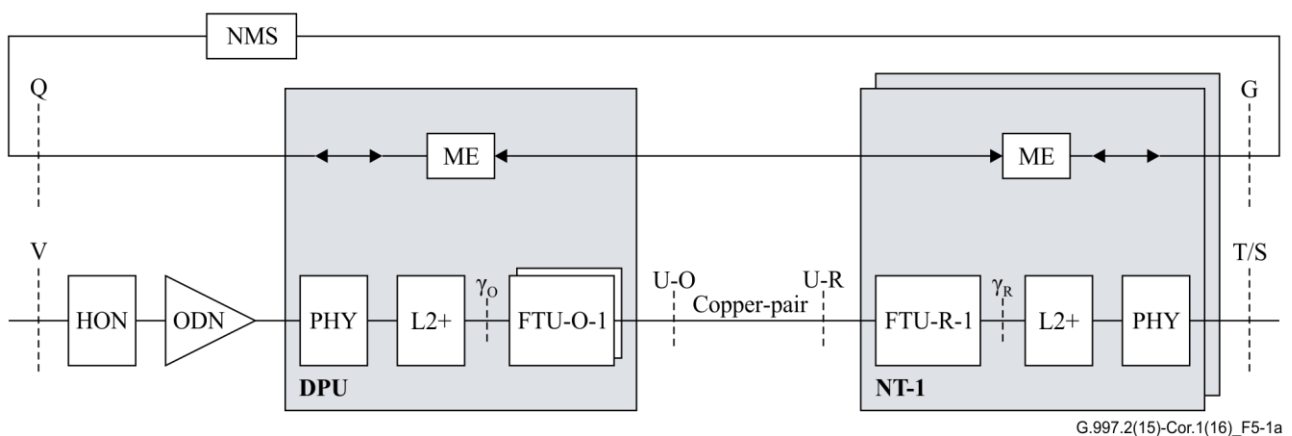 NMS
Q
G
ME
ME
V
T/S
γO
U-O
U-R
γR
Copper-pair
HON
ODN
PHY
L2+
FTU-O-1
FTU-R-1
L2+
PHY
DPU
NT-1
G.997.2(15)-Cor.1(16)_F5-1a